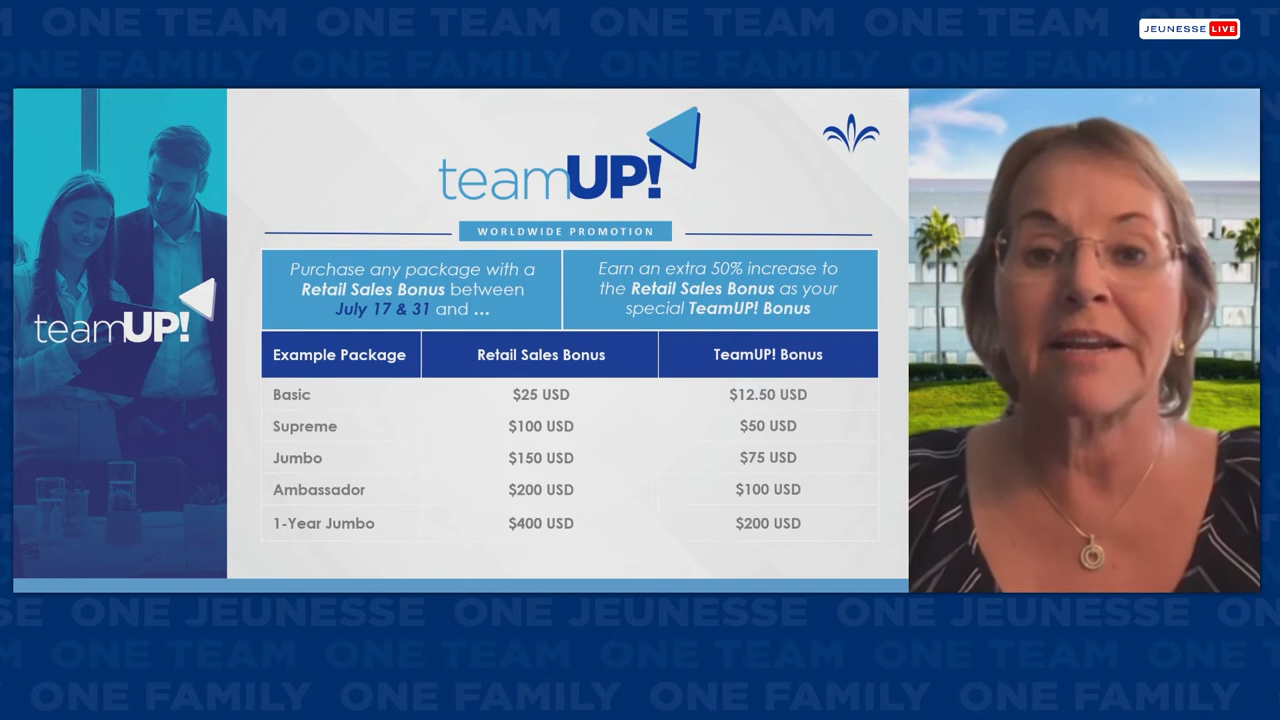 ONE TEAM ONE TEAM ONE TEAM ONE TEAM
ONE FAMILY ONE FAMILY ONE FAMILY ONE FAMILY
JEUNESSE LIVE
teamUP!
teamUP!
WORLDWIDE PROMOTION
Purchase any package with a
Retail Sales Bonus between
July 17 & 31 and ...
Earn an extra 50% increase to
the Retail Sales Bonus as your
special TeamUP! Bonus
Example Package Retail Sales Bonus TeamUP! Bonus
Basic $25 USD $12.50 USD
Supreme $100 USD $50 USD
Jumbo $150 USD $75 USD
Ambassador $200 USD $100 USD
1-Year Jumbo $400 USD $200 USD
ONE JEUNESSE ONE JEUNESSE ONE JEUNESSE
ONE TEAM ONE TEAM ONE TEAM ONE TEAM
ONE FAMILY ONE FAMILY ONE FAMILY ONE FAMILY